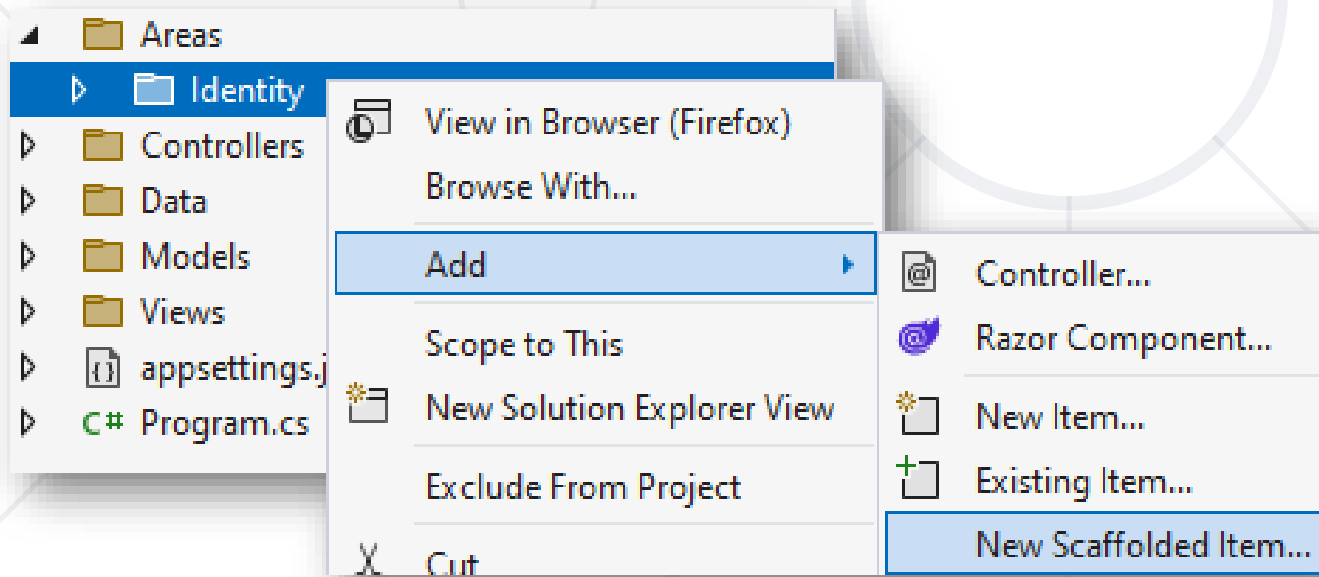 Areas
Identity
Controllers
Data
Models
Views
appsettings.j
C# Program.cs
View in Browser (Firefox)
Browse With...
Add
Scope to This
New Solution Explorer View
Exclude From Project
Cut
@ Controller...
@ Razor Component...
New Item...
Existing Item...
New Scaffolded Item...